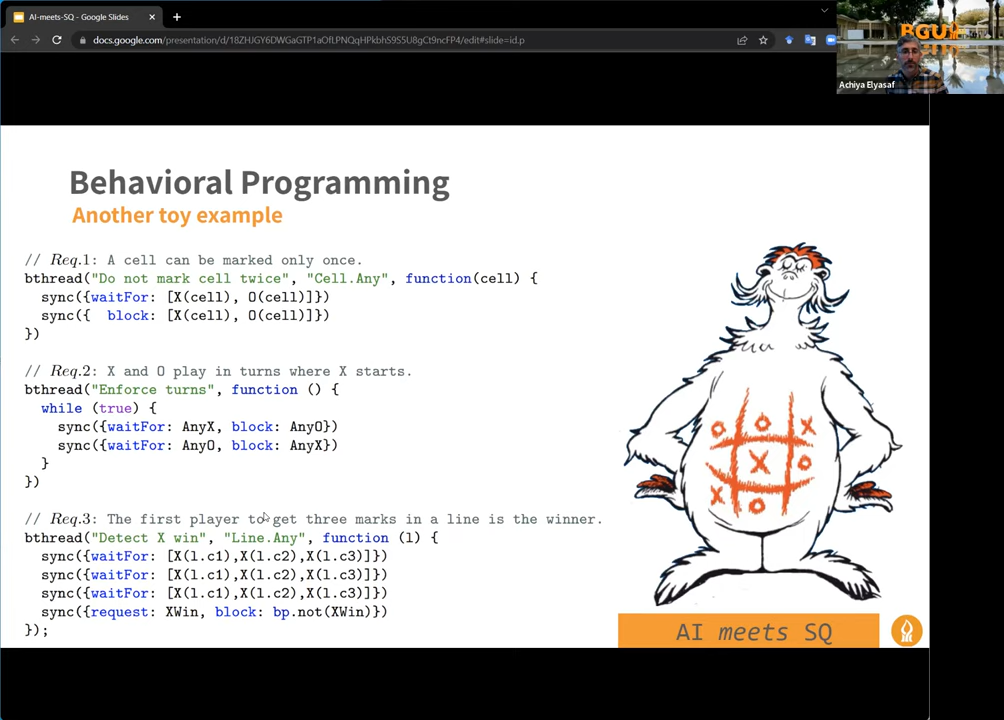 AI-meets-SQ - Google Slides
docs.google.com/presentation/d/18ZHJGY6DWGaGTP1aOfLPNQqHPkbhS9S5U8gCt9ncFP4/edit#slide=id.p
BGU
Achiya Elyasaf
Behavioral Programming
Another toy example
// Req.1: A cell can be marked only once.
bthread("Do not mark cell twice", "Cell.Any", function(cell) {
sync({waitFor: [X(cell), O(cell)]})
sync({ block: [X(cell), O(cell)]})
})
// Req.2: X and O play in turns where X starts.
bthread("Enforce turns", function () {
while (true) {
sync({waitFor: AnyX, block: AnyO})
sync({waitFor: AnyO, block: AnyX})
}
})
// Req.3: The first player to get three marks in a line is the winner.
bthread("Detect X win", "Line.Any", function (l) {
sync({waitFor: [X(l.c1),X(l.c2),X(l.c3)]})
sync({waitFor: [X(l.c1),X(l.c2),X(l.c3)]})
sync({waitFor: [X(l.c1),X(l.c2),X(l.c3)]})
sync({request: XWin, block: bp.not(XWin)})
});
O O X
X O
X O
AI meets SQ